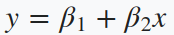 y = β₁ + β₂x